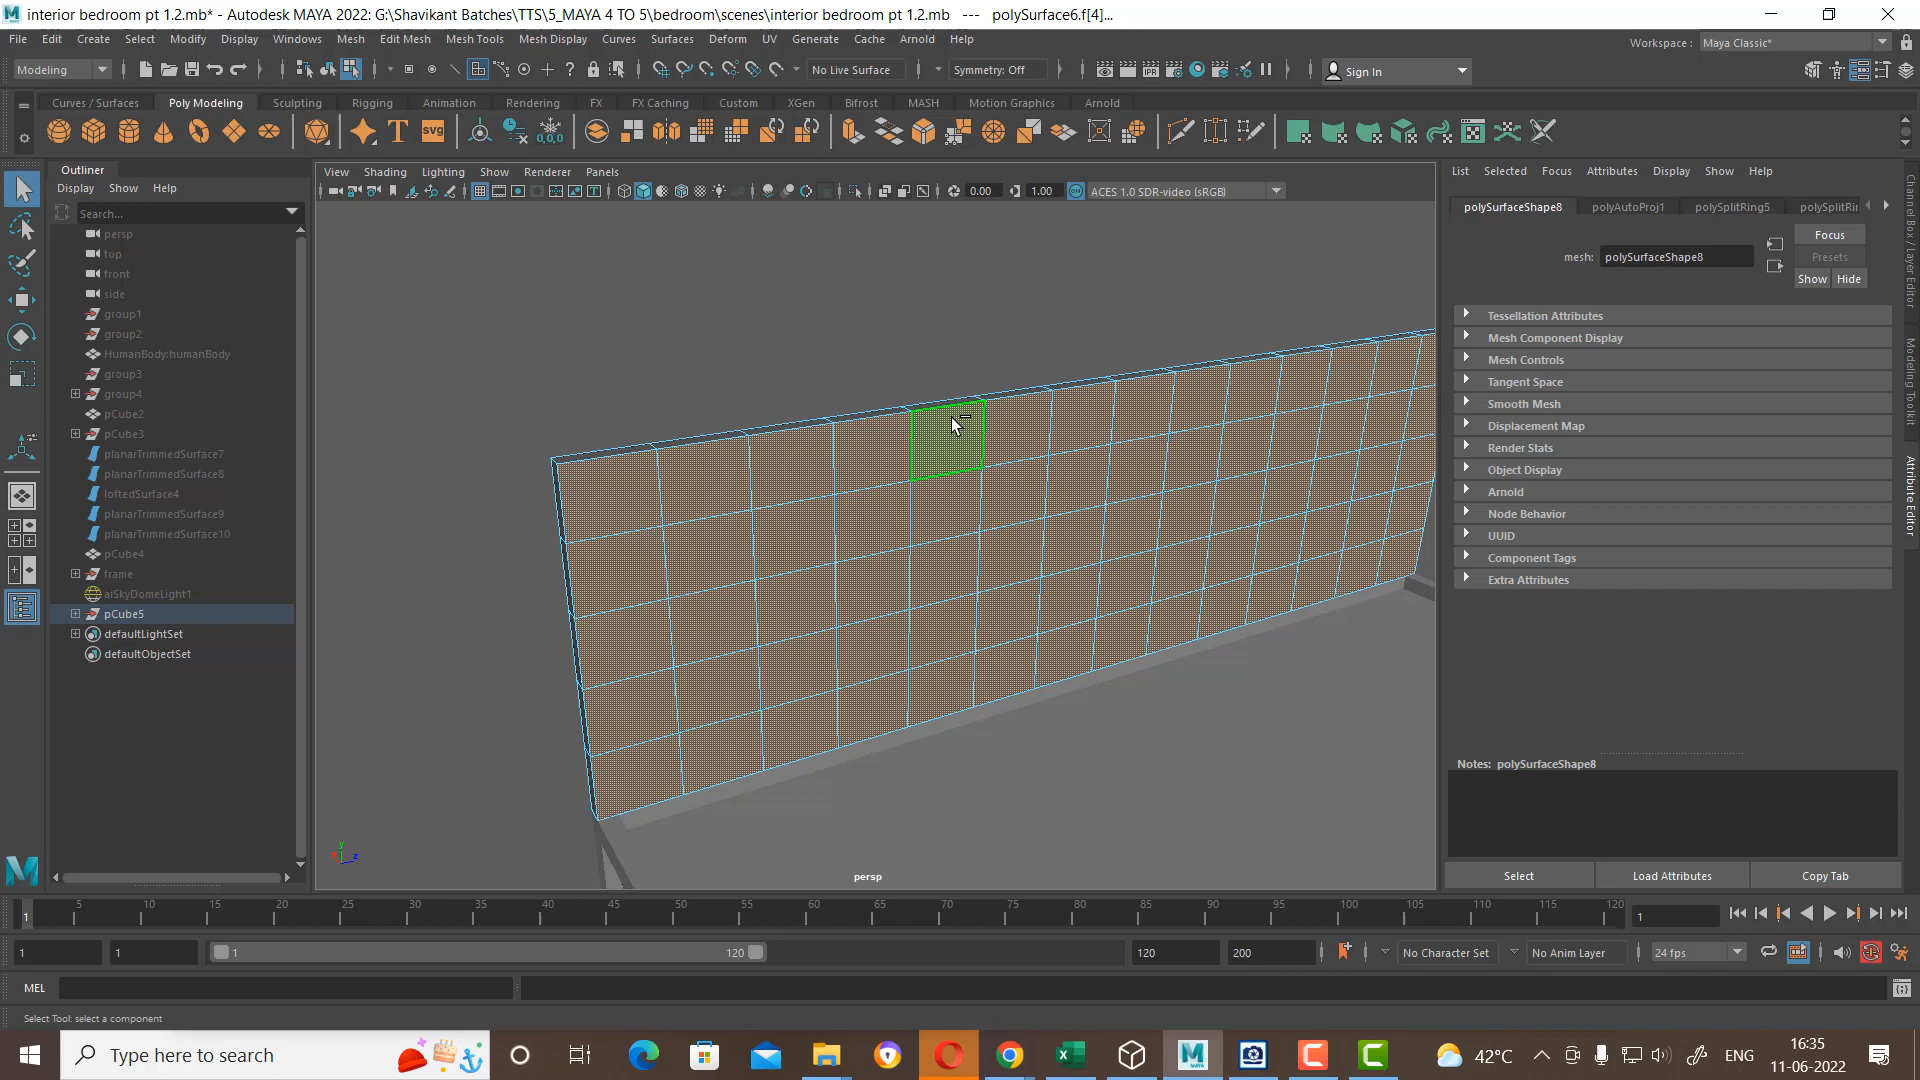 interior bedroom pt 1.2.mb* - Autodesk MAYA 2022: G:\Shavikant Batches\TTS\5_MAYA 4 TO 5\bedroom\scenes\interior bedroom pt 1.2.mb   ---   polySurface6.f[4]...
File Edit Create Select Modify Display Windows Mesh Edit Mesh Mesh Tools Mesh Display Curves Surfaces Deform UV Generate Cache Arnold Help
Workspace : Maya Classic*
Modeling No Live Surface Symmetry: Off Sign In
Curves / Surfaces Poly Modeling Sculpting Rigging Animation Rendering FX FX Caching Custom XGen Bifrost MASH Motion Graphics Arnold
svg 0,0,0
Outliner
Display Show Help
Search...
persp
top
front
side
group1
group2
HumanBody:humanBody
group3
group4
pCube2
pCube3
planarTrimmedSurface7
planarTrimmedSurface8
loftedSurface4
planarTrimmedSurface9
planarTrimmedSurface10
pCube4
frame
aiSkyDomeLight1
pCube5
defaultLightSet
defaultObjectSet
View Shading Lighting Show Renderer Panels
0.00 1.00 ON ACES 1.0 SDR-video (sRGB)
y
z
persp
List Selected Focus Attributes Display Show Help
polySurfaceShape8 polyAutoProj1 polySplitRing5 polySplitRi
mesh: polySurfaceShape8
Focus
Presets
Show Hide
Tessellation Attributes
Mesh Component Display
Mesh Controls
Tangent Space
Smooth Mesh
Displacement Map
Render Stats
Object Display
Arnold
Node Behavior
UUID
Component Tags
Extra Attributes
Notes: polySurfaceShape8
Select Load Attributes Copy Tab
Channel Box / Layer Editor
Modeling Toolkit
Attribute Editor
1 5 10 15 20 25 30 35 40 45 50 55 60 65 70 75 80 85 90 95 100 105 110 115 120 1
1 1 1 120 120 200 No Character Set No Anim Layer 24 fps
MEL
Select Tool: select a component
Type here to search
MAYA
42°C
ENG
16:35
11-06-2022